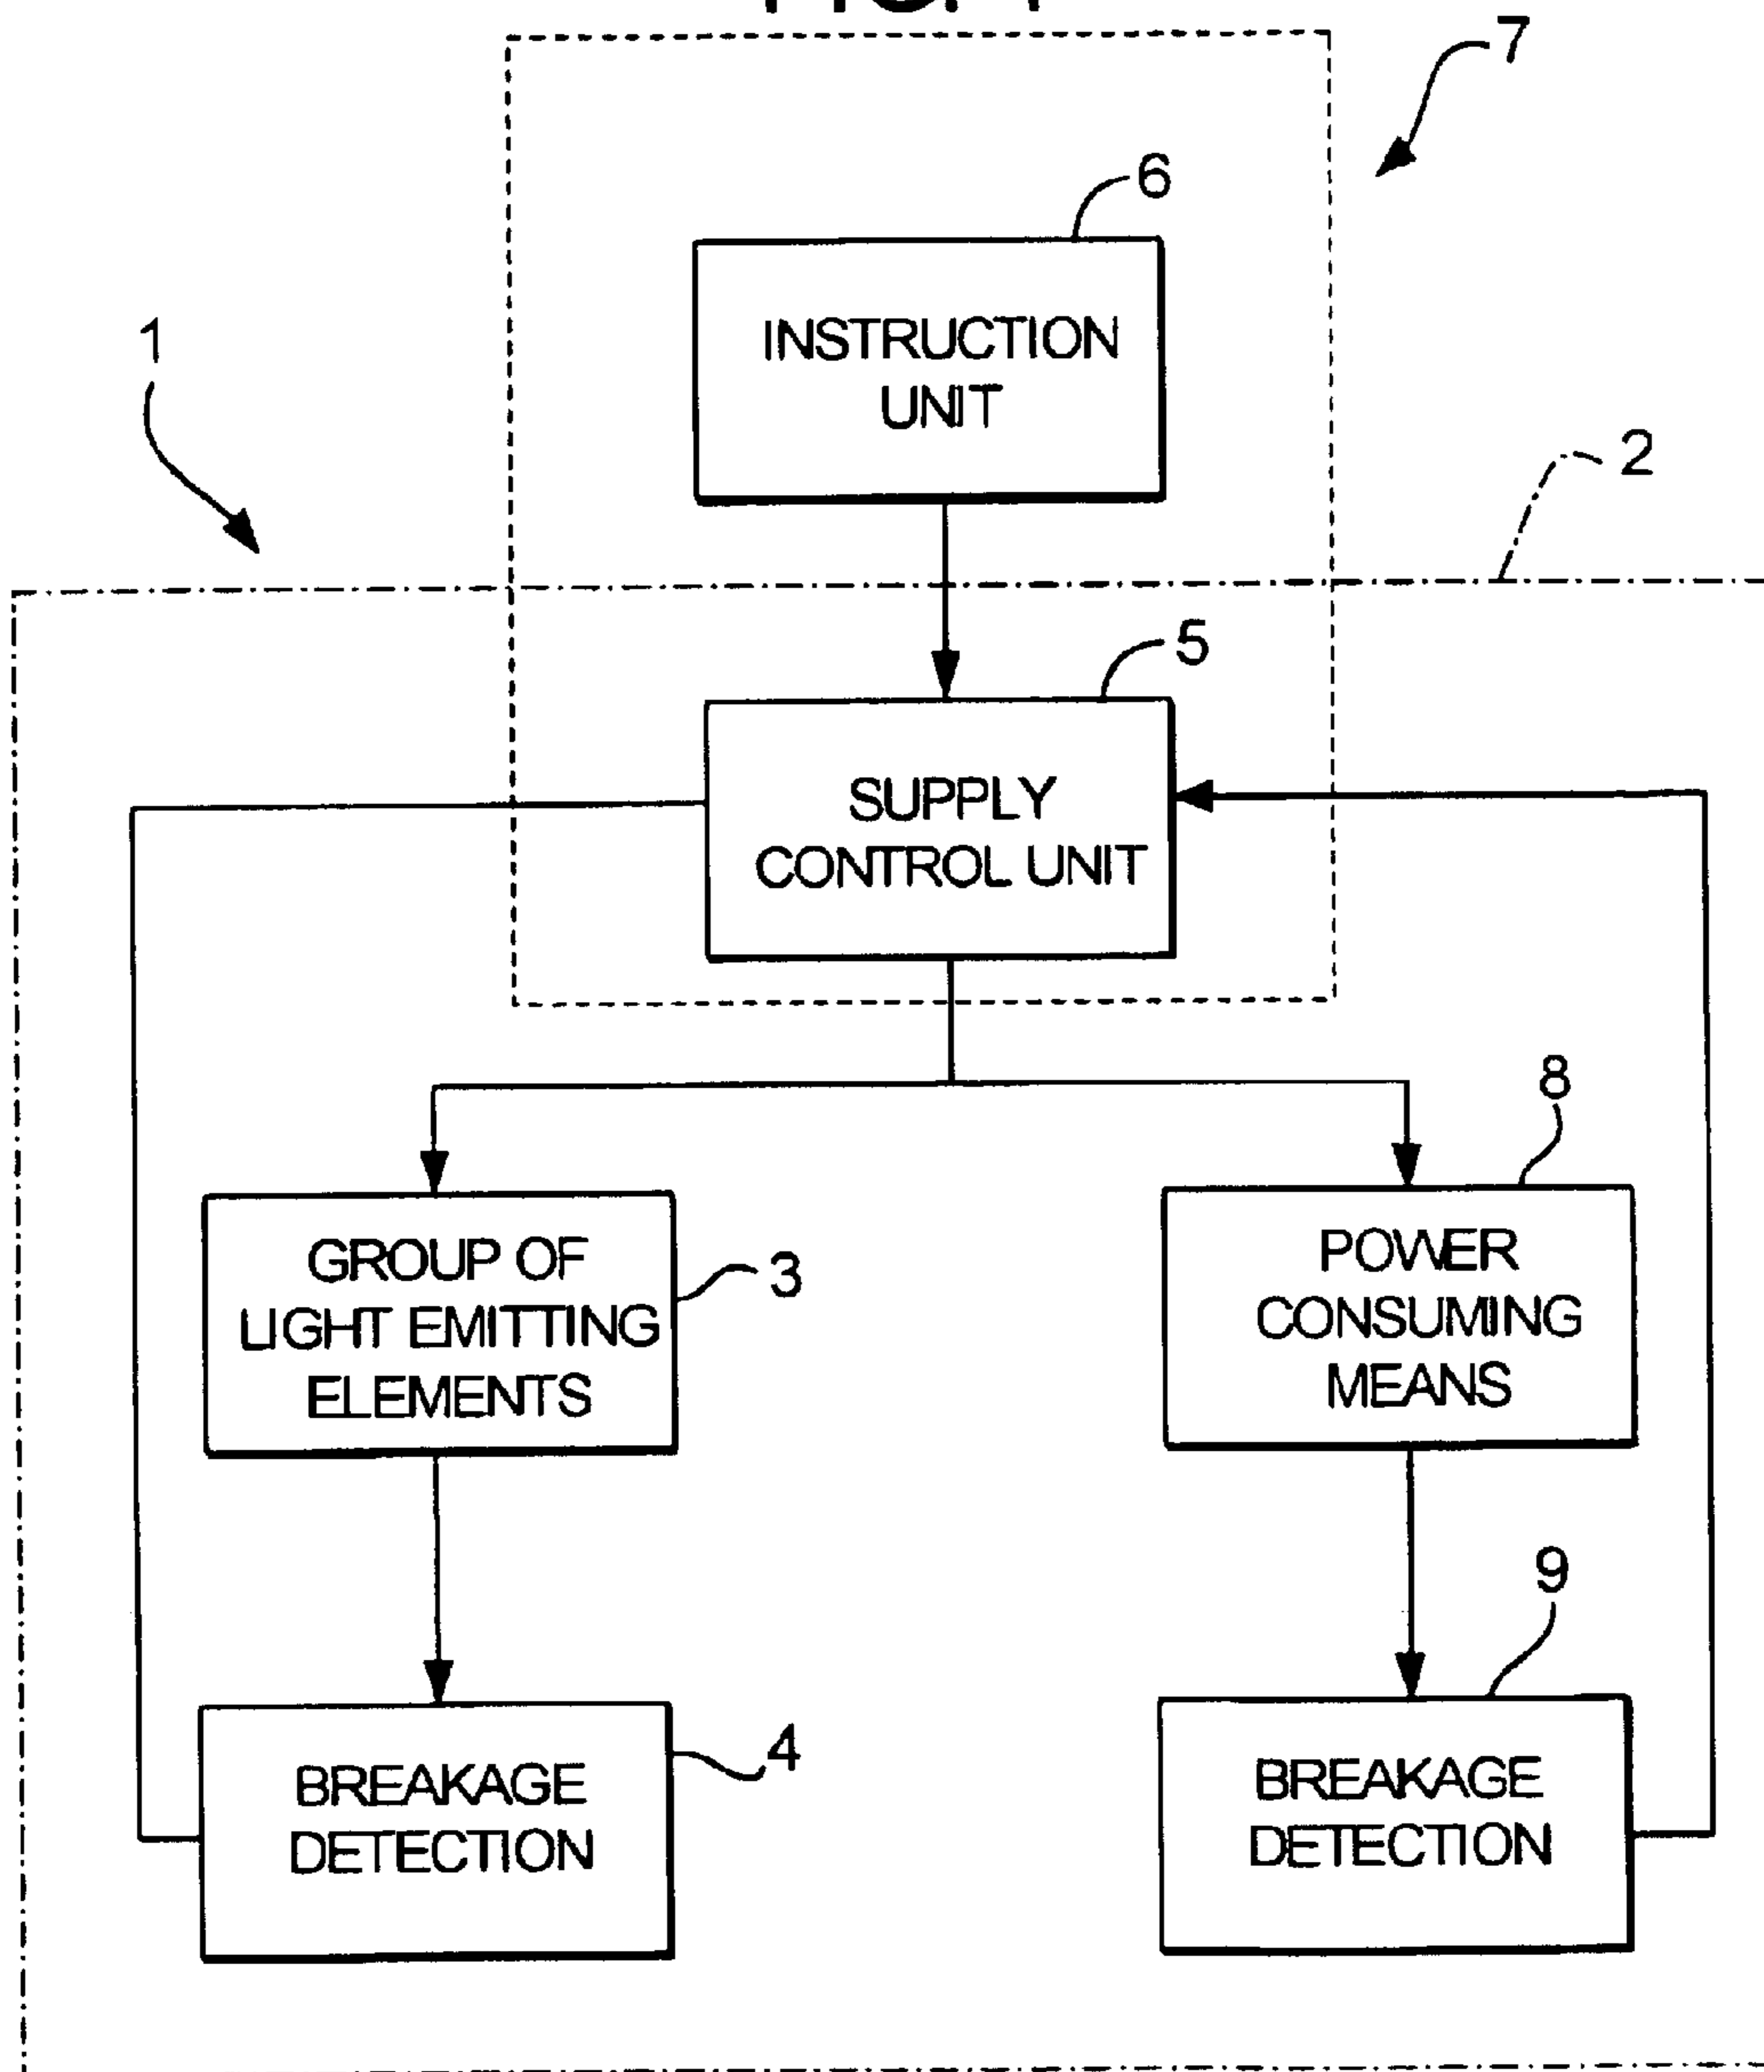 7
6
INSTRUCTION
UNIT
1
2
5
SUPPLY
CONTROL UNIT
8
GROUP OF
LIGHT EMITTING
ELEMENTS
3
POWER
CONSUMING
MEANS
9
BREAKAGE
DETECTION
4
BREAKAGE
DETECTION